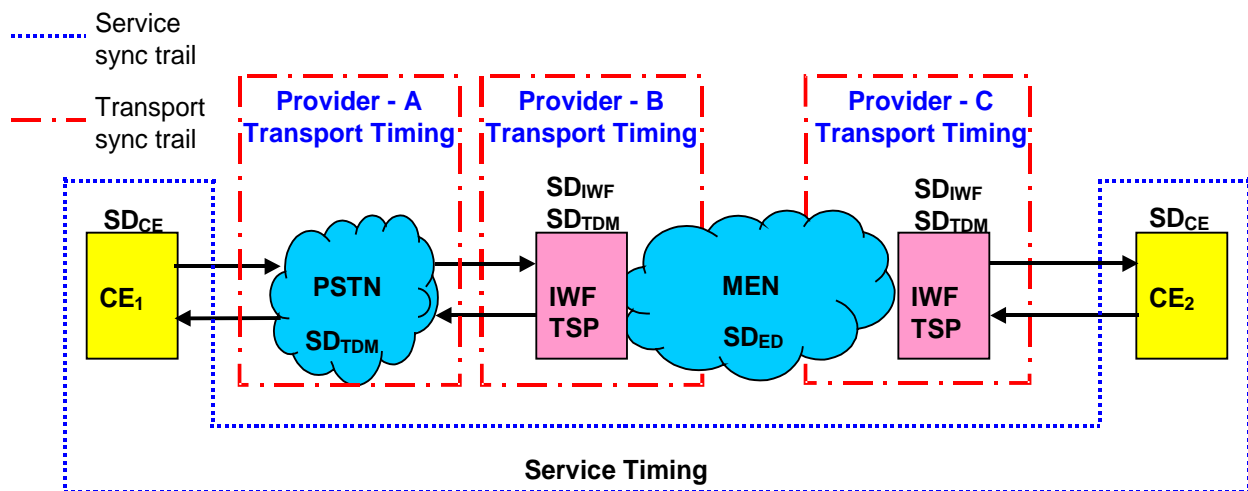 Service
sync trail
Transport
sync trail
Provider - A
Transport Timing
Provider - B
Transport Timing
Provider - C
Transport Timing
SDCE
CE1
PSTN
SDTDM
SDIWF
SDTDM
IWF
TSP
MEN
SDED
SDIWF
SDTDM
IWF
TSP
SDCE
CE2
Service Timing